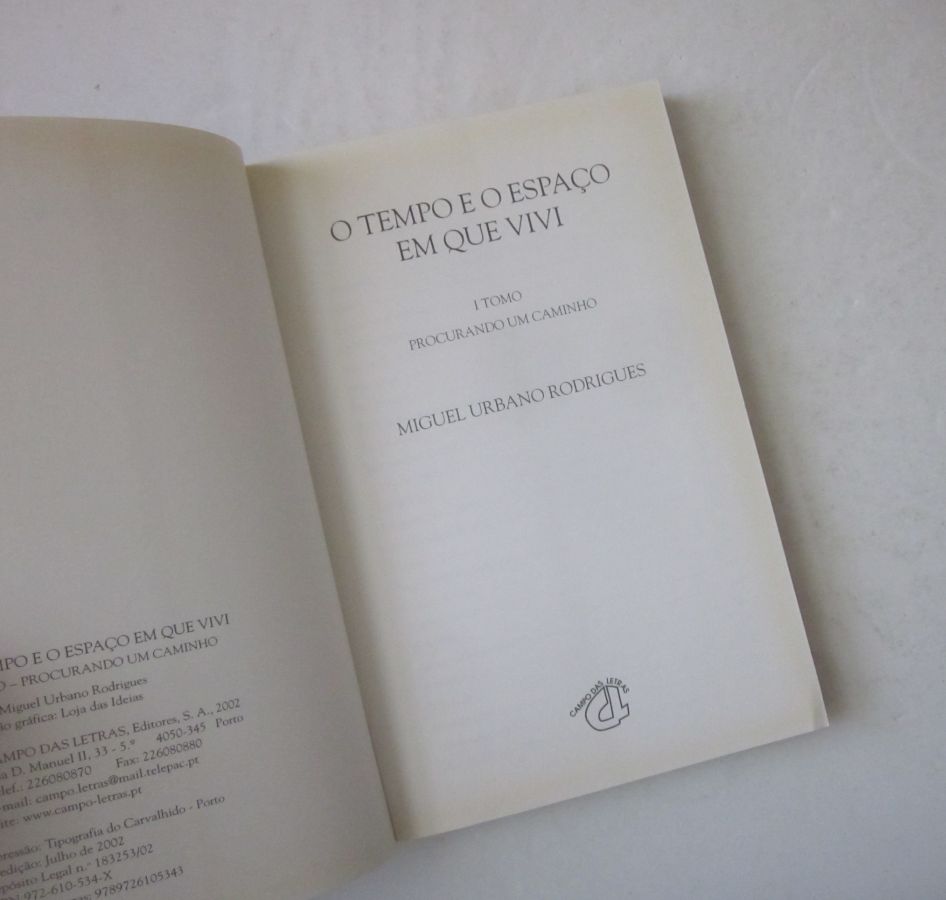 MPO E O ESPAÇO EM QUE VIVI
– PROCURANDO UM CAMINHO
Miguel Urbano Rodrigues
gráfica: Loja das Ideias
AMPO DAS LETRAS, Editores, S. A., 2002
D. Manuel II, 33 - 5.º 4050-345 Porto
elef.: 226080870 Fax: 226080880
-mail: campo.letras@mail.telepac.pt
ite: www.campo-letras.pt
pressão: Tipografia do Carvalhido - Porto
edição: Julho de 2002
epósito Legal n.º 183253/02
972-610-534-X
9789726105343
O TEMPO E O ESPAÇO
EM QUE VIVI
I TOMO
PROCURANDO UM CAMINHO
MIGUEL URBANO RODRIGUES
CAMPO DAS LETRAS